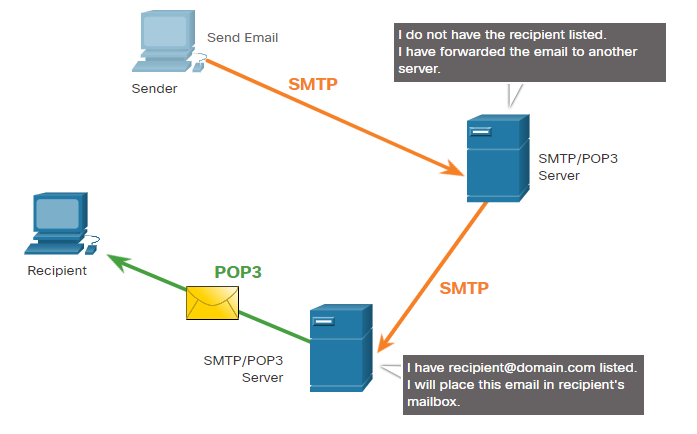 Send Email
I do not have the recipient listed.
I have forwarded the email to another
server.
SMTP
Sender
SMTP/POP3
Server
Recipient
POP3
SMTP
SMTP/POP3
Server
I have recipient@domain.com listed.
I will place this email in recipient's
mailbox.